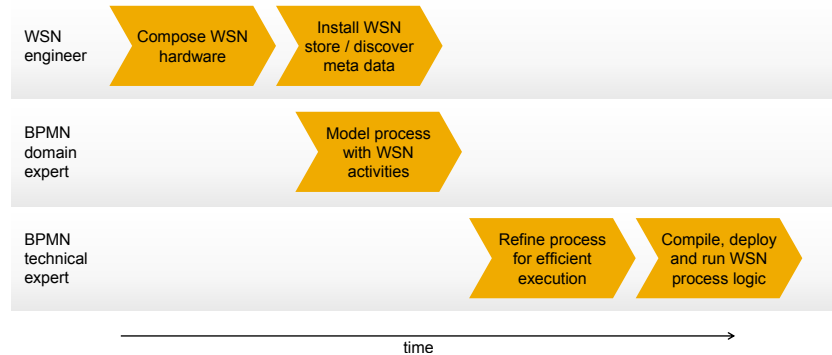 WSN
engineer
Compose WSN
hardware
Install WSN
store / discover
meta data
BPMN
domain
expert
Model process
with WSN
activities
BPMN
technical
expert
Refine process
for efficient
execution
Compile, deploy
and run WSN
process logic
time